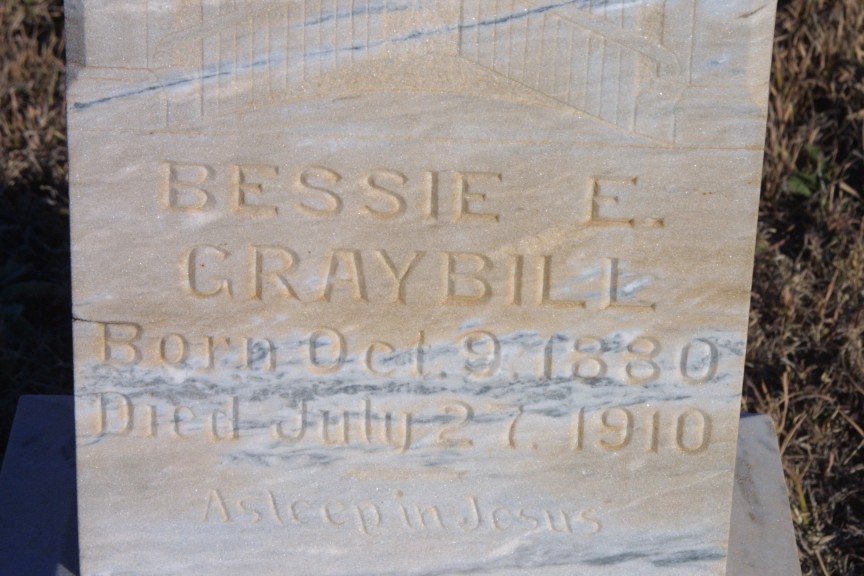 BESSIE E.
GRAYBILL
Born Oct. 9. 1880
Died July 27. 1910
Asleep in Jesus